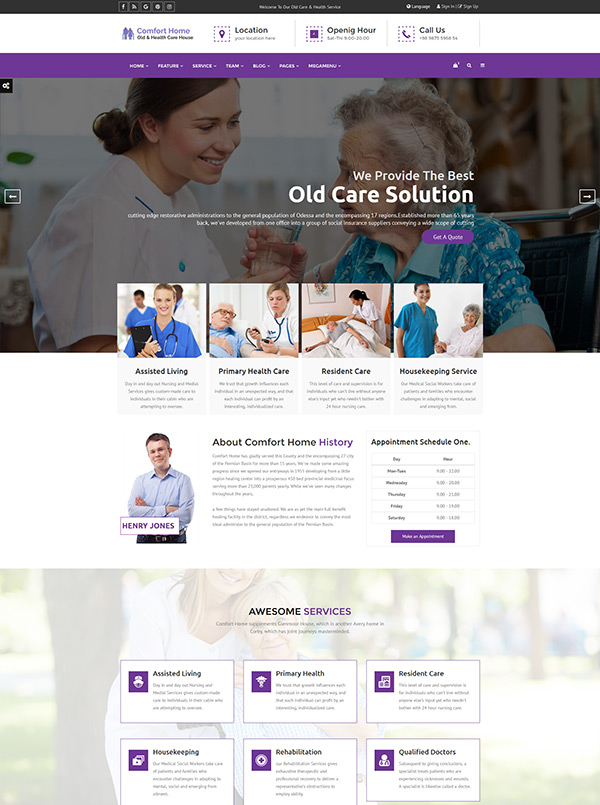 Welcome To Our Old Care & Health Service
Language Sign In | Sign Up
Comfort Home
Old & Health Care House
Location
your location here
Openig Hour
Sat-Thr 9.00-20.00
Call Us
+98 9875 5968 54
HOME FEATURE SERVICE TEAM BLOG PAGES MEGAMENU
We Provide The Best
Old Care Solution
cutting edge restorative administrations to the general population of Odessa and the encompassing 17 regions.Established more than 65 years
back, we've developed from one office into a group of social insurance suppliers conveying a wide scope of cutting
Get A Quote
Assisted Living
Day in and day out Nursing and Medial
Services gives custom-made care to
individuals in their cabin who are
attempting to oversee.
Primary Health Care
We trust that growth influences each
individual in an unexpected way, and that
each individual can profit by an
interesting, individualized care.
Resident Care
This level of care and supervision is for
individuals who can't live without anyone
else's input yet who needn't better with
24 hour nursing care.
Housekeeping Service
Our Medical Social Workers take care of
patients and families who encounter
challenges in adapting to mental, social
and emerging from.
HENRY JONES
About Comfort Home History
Comfort Home has gladly served this County and the encompassing 27 city
of the Permian Basin for more than 15 years. We've made some amazing
progress since we opened our entryways in 1955 developing from a little
region hearing center into a prosperous 450 bed provincial medicinal focus
serving more than 25,000 patients yearly. While we've seen many changes
throughout the years,
a few things have stayed unaltered. We are as yet the main full-benefit
healing facility in the district, regardless we endeavor to convey the most
ideal administer to the general population of the Permian Basin.
Appointment Schedule One.
Day Hour
Mon-Tues 9.00 - 22.00
Wednesday 9.00 - 20.00
Thursday 9.00 - 21.00
Friday 9.00 - 19.00
Saturday 9.00 - 18.00
Make an Appointment
AWESOME SERVICES
Comfort Home supplements Glenmoor House, which is another Avery home in
Corby, which has joint journeys masterminded.
Assisted Living
Day in and day out Nursing and
Medial Services gives custom-made
care to individuals in their cabin who
are attempting to oversee.
Primary Health
We trust that growth influences each
individual in an unexpected way, and
that each individual can profit by an
interesting, individualized care.
Resident Care
This level of care and supervision is
for individuals who can't live without
anyone else's input yet who needn't
better with 24 hour nursing care.
Housekeeping
Our Medical Social Workers take care
of patients and families who
encounter challenges in adapting to
mental, social and emerging from
ailment.
Rehabilitation
our Rehabilitation Services gives
exhaustive therapeutic and
professional recovery to deliver a
representative's obstructions to
employ ability.
Qualified Doctors
Subsequent to giving conclusions, a
specialist treats patients who are
experiencing sicknesses and wounds.
A specialist is likewise called a doctor